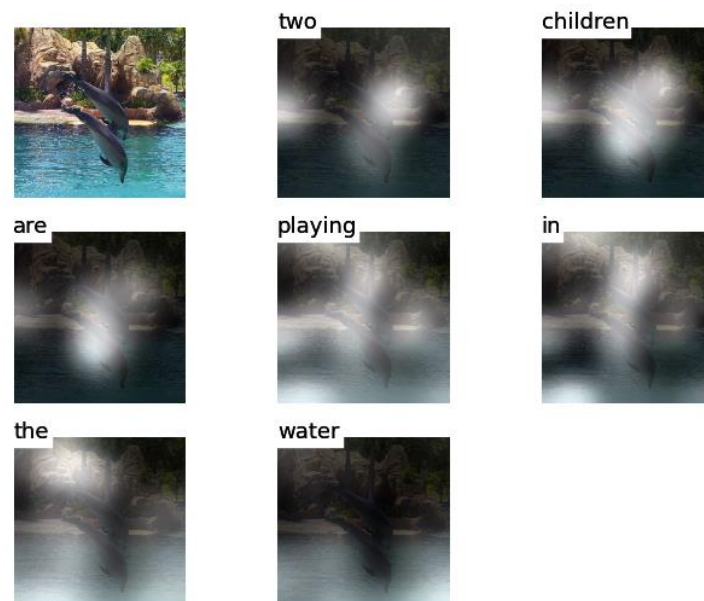 two
children
are
playing
in
the
water